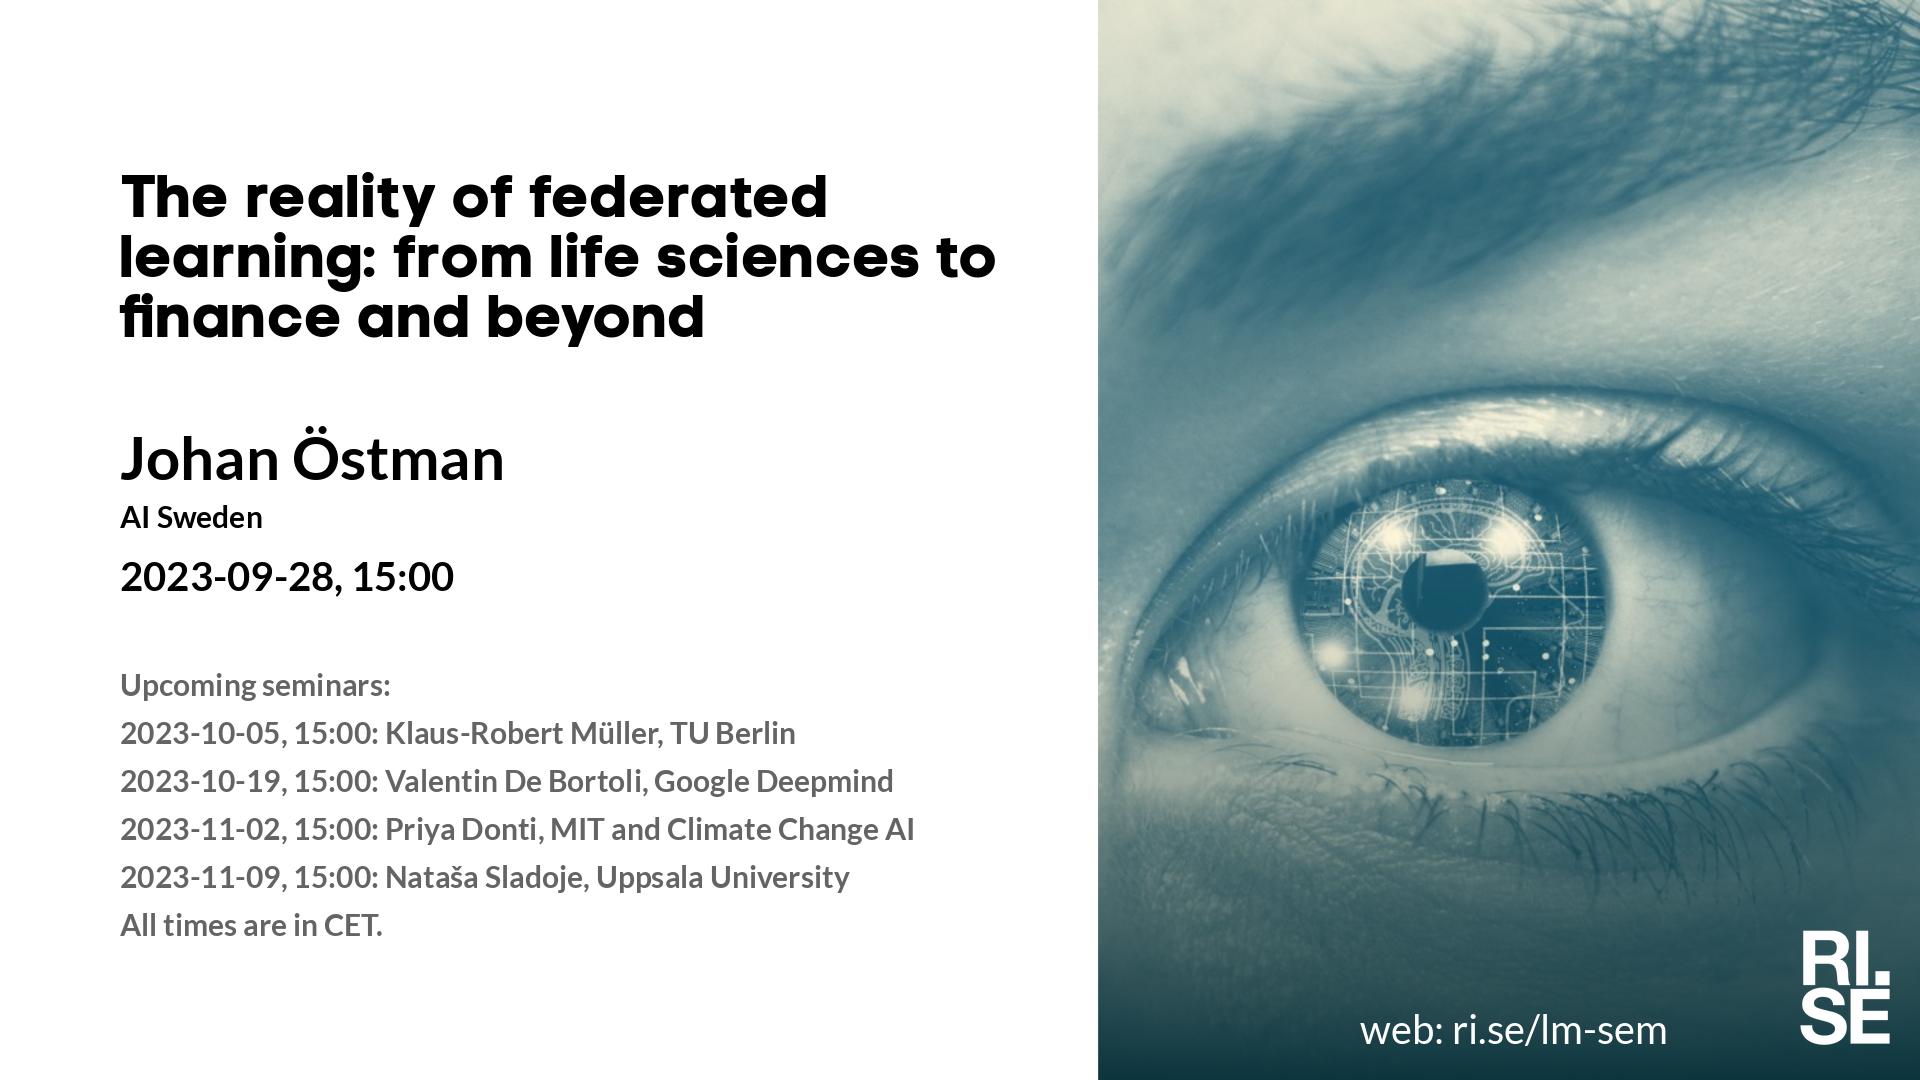 The reality of federated
learning: from life sciences to
finance and beyond
Johan Östman
AI Sweden
2023-09-28, 15:00
Upcoming seminars:
2023-10-05, 15:00: Klaus-Robert Müller, TU Berlin
2023-10-19, 15:00: Valentin De Bortoli, Google Deepmind
2023-11-02, 15:00: Priya Donti, MIT and Climate Change AI
2023-11-09, 15:00: Nataša Sladoje, Uppsala University
All times are in CET.
web: ri.se/lm-sem
RI.
SE